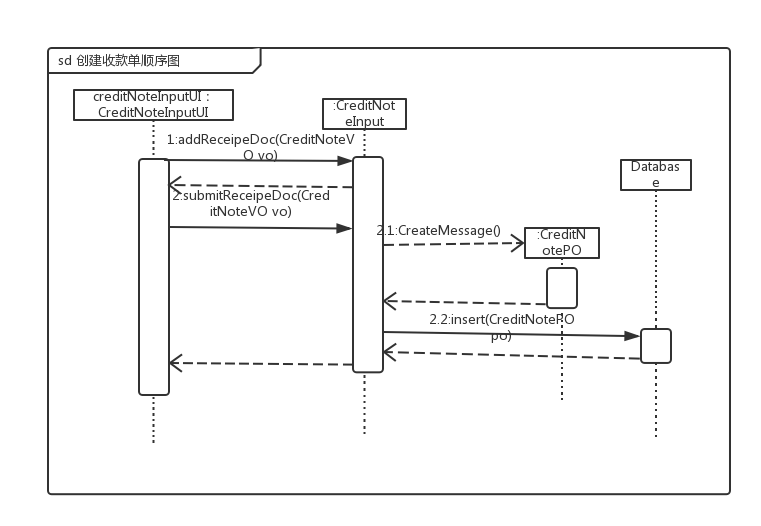 sd 创建收款单顺序图
creditNoteInputUI :
CreditNoteInputUI
:CreditNot
eInput
1:addReceipeDoc(CreditNoteV
O vo)
Databas
e
2:submitReceipeDoc(Cred
itNoteVO vo)
2.1:CreateMessage()
:CreditN
otePO
2.2:insert(CreditNotePO
po)